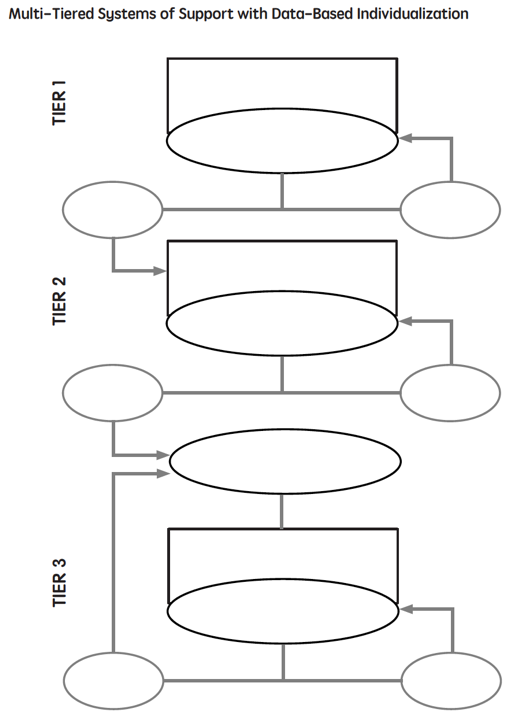 Multi-Tiered Systems of Support with Data-Based Individualization
TIER 1
TIER 2
TIER 3